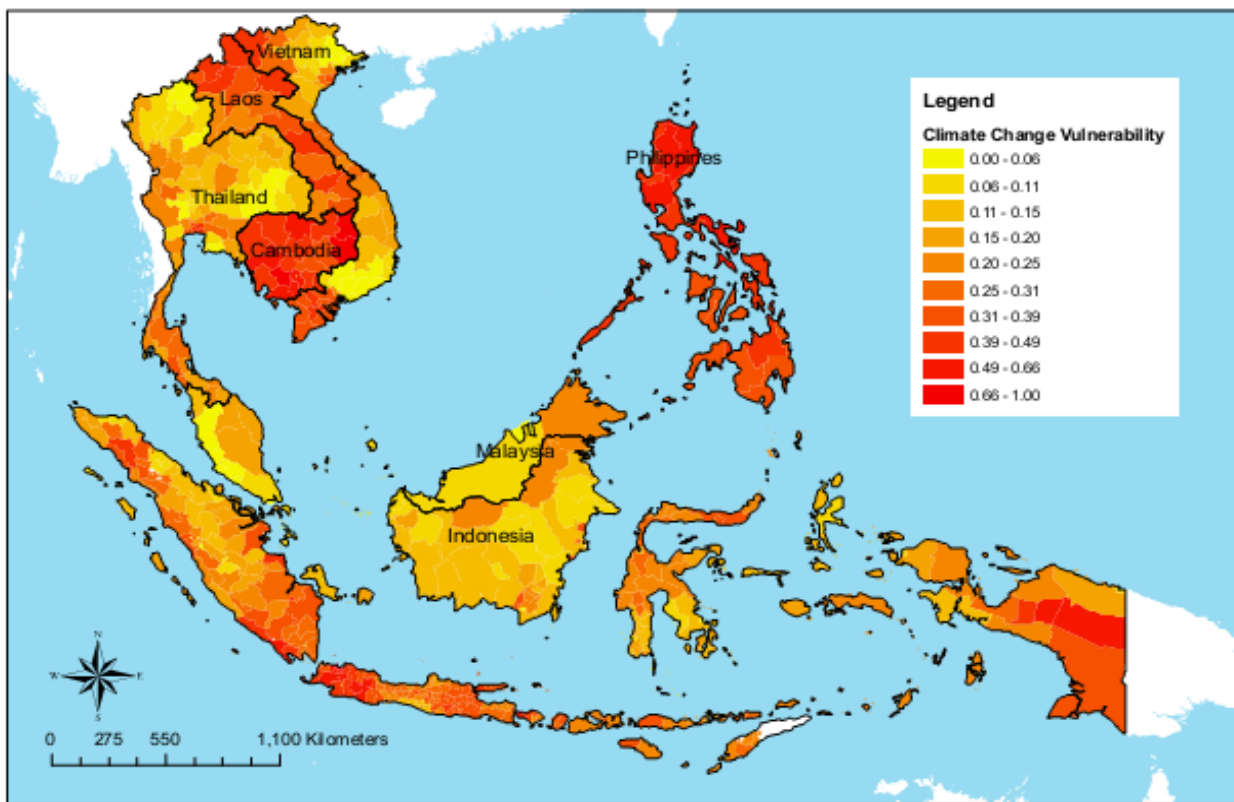 Vietnam
Laos
Thailand
Cambodia
Philippines
Malaysia
Indonesia
Legend
Climate Change Vulnerability
0.00 - 0.06
0.06 - 0.11
0.11 - 0.15
0.15 - 0.20
0.20 - 0.25
0.25 - 0.31
0.31 - 0.39
0.39 - 0.49
0.49 - 0.66
0.66 - 1.00
N
W E
S
0 275 550 1,100 Kilometers